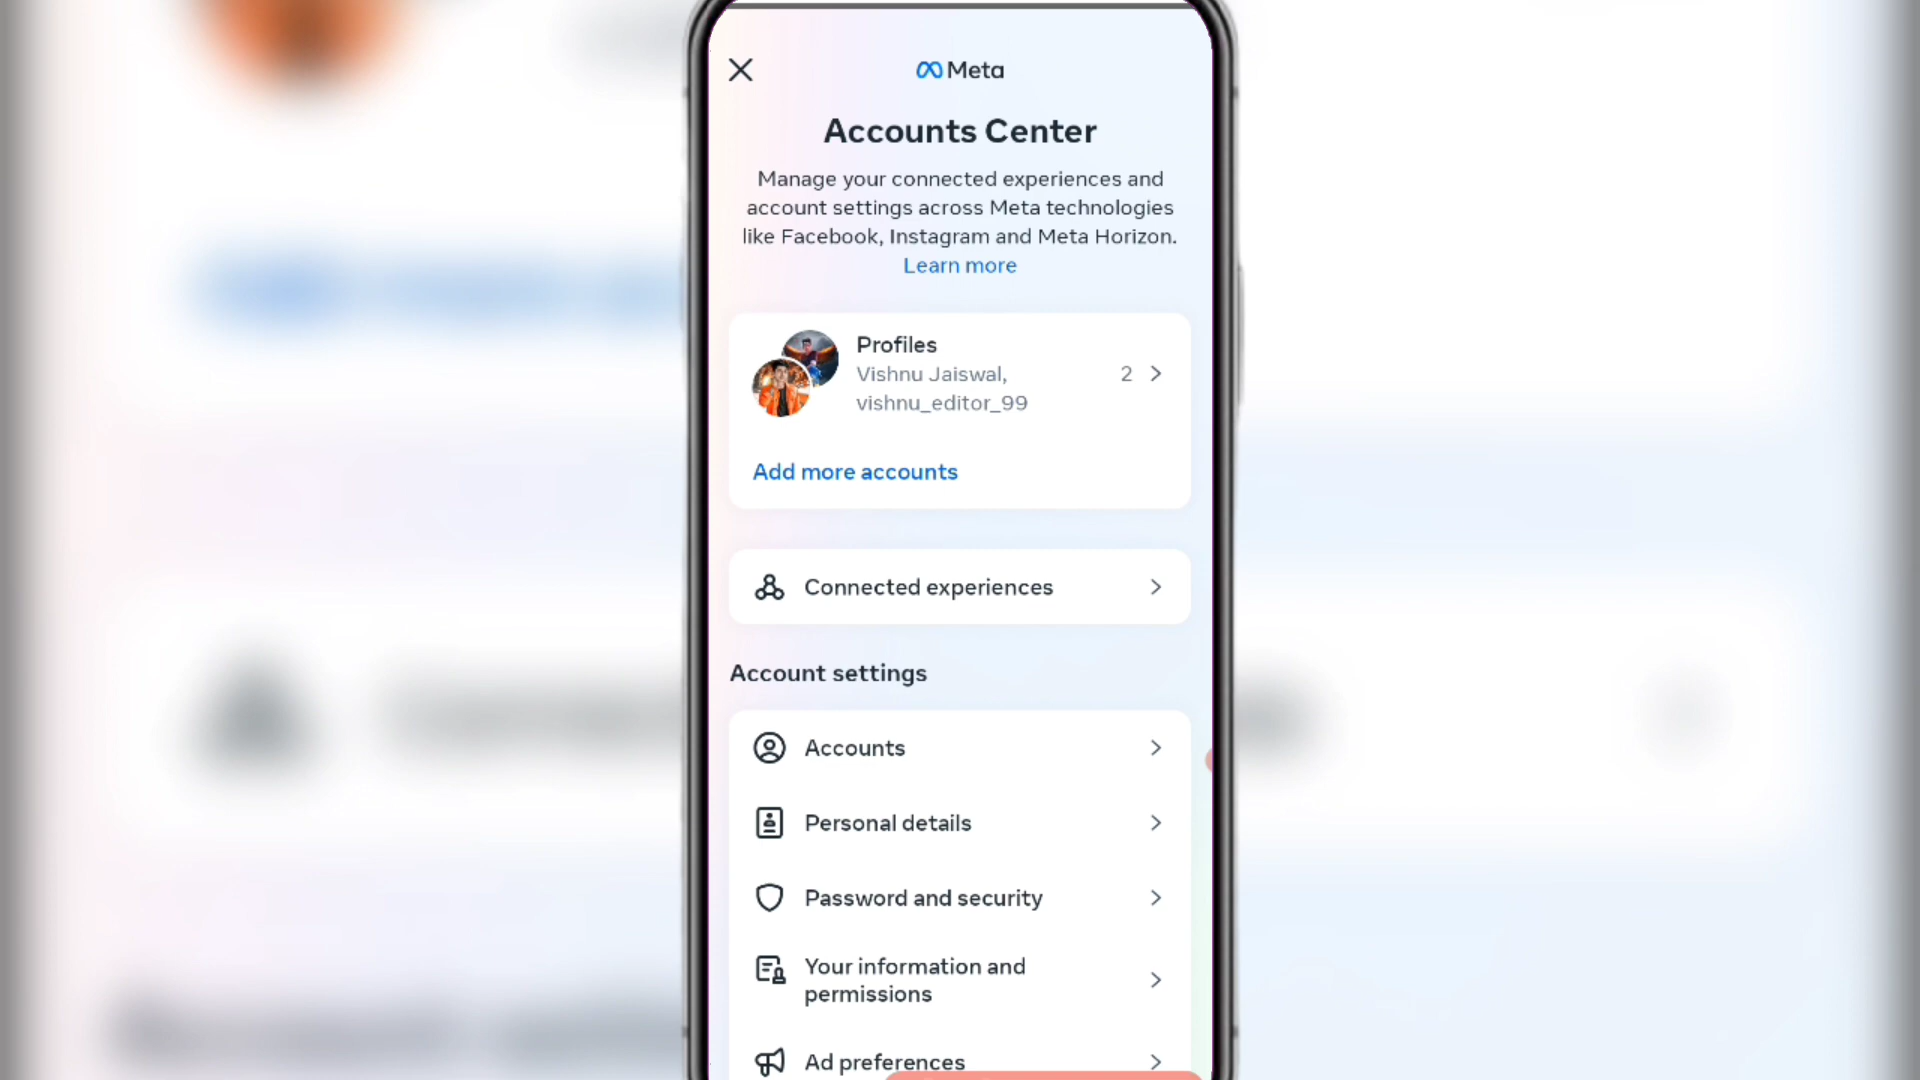 Meta
Accounts Center
Manage your connected experiences and
account settings across Meta technologies
like Facebook, Instagram and Meta Horizon.
Learn more
Profiles
Vishnu Jaiswal,
2
vishnu_editor_99
Add more accounts
Connected experiences
Account settings
Accounts
Personal details
Password and security
Your information and
permissions
Ad preferences